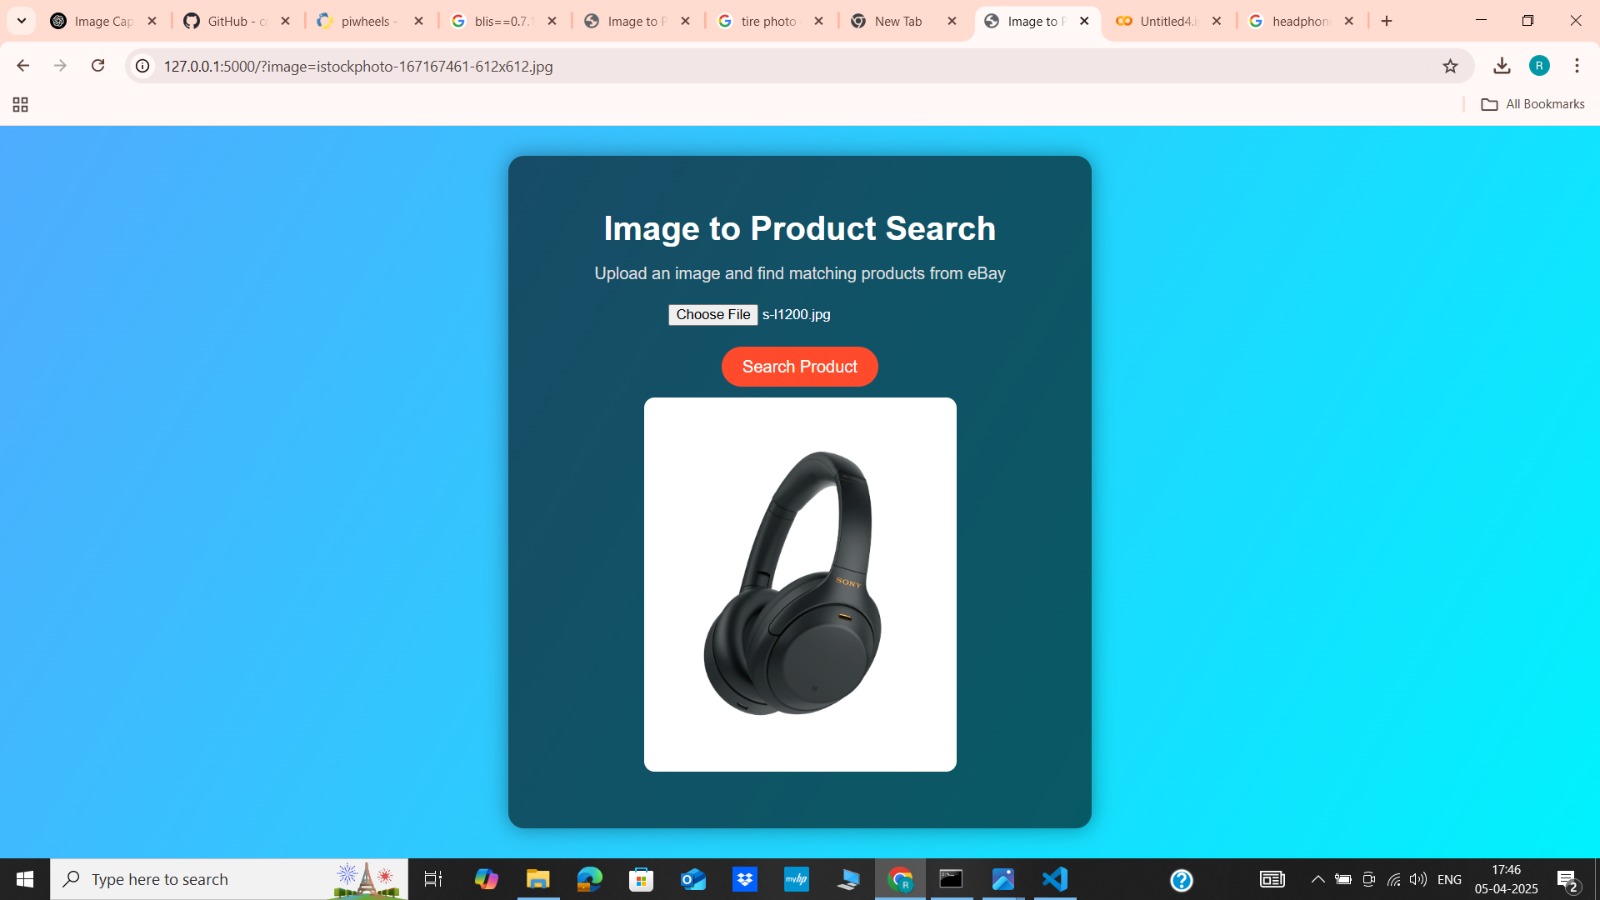 Image Cap
GitHub - c
piwheels -
blis==0.7.
Image to P
tire photo
New Tab
Image to P
Untitled4.i
headphon
127.0.0.1:5000/?image=istockphoto-167167461-612x612.jpg
R
All Bookmarks
Image to Product Search
Upload an image and find matching products from eBay
Choose File s-l1200.jpg
Search Product
SONY
Type here to search
myhp
R
ENG
17:46
05-04-2025
2